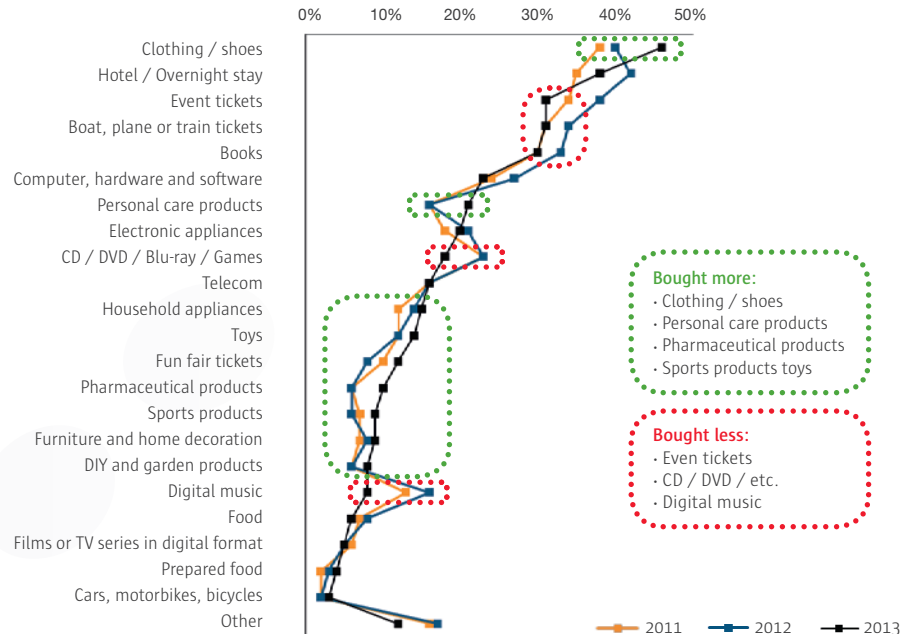 0% 10% 20% 30% 40% 50%
Clothing / shoes
Hotel / Overnight stay
Event tickets
Boat, plane or train tickets
Books
Computer, hardware and software
Personal care products
Electronic appliances
CD / DVD / Blu-ray / Games
Telecom
Household appliances
Toys
Fun fair tickets
Pharmaceutical products
Sports products
Furniture and home decoration
DIY and garden products
Digital music
Food
Films or TV series in digital format
Prepared food
Cars, motorbikes, bicycles
Other
Bought more:
· Clothing / shoes
· Personal care products
· Pharmaceutical products
· Sports products toys
Bought less:
· Even tickets
· CD / DVD / etc.
· Digital music
2011 2012 2013